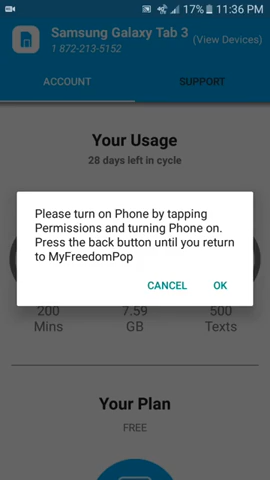 17% 11:36 PM
Samsung Galaxy Tab 3
(View Devices)
1 872-213-5152
ACCOUNT SUPPORT
Your Usage
28 days left in cycle
Please turn on Phone by tapping
Permissions and turning Phone on.
Press the back button until you return
to MyFreedomPop
CANCEL OK
200 7.59 500
Mins GB Texts
Your Plan
FREE